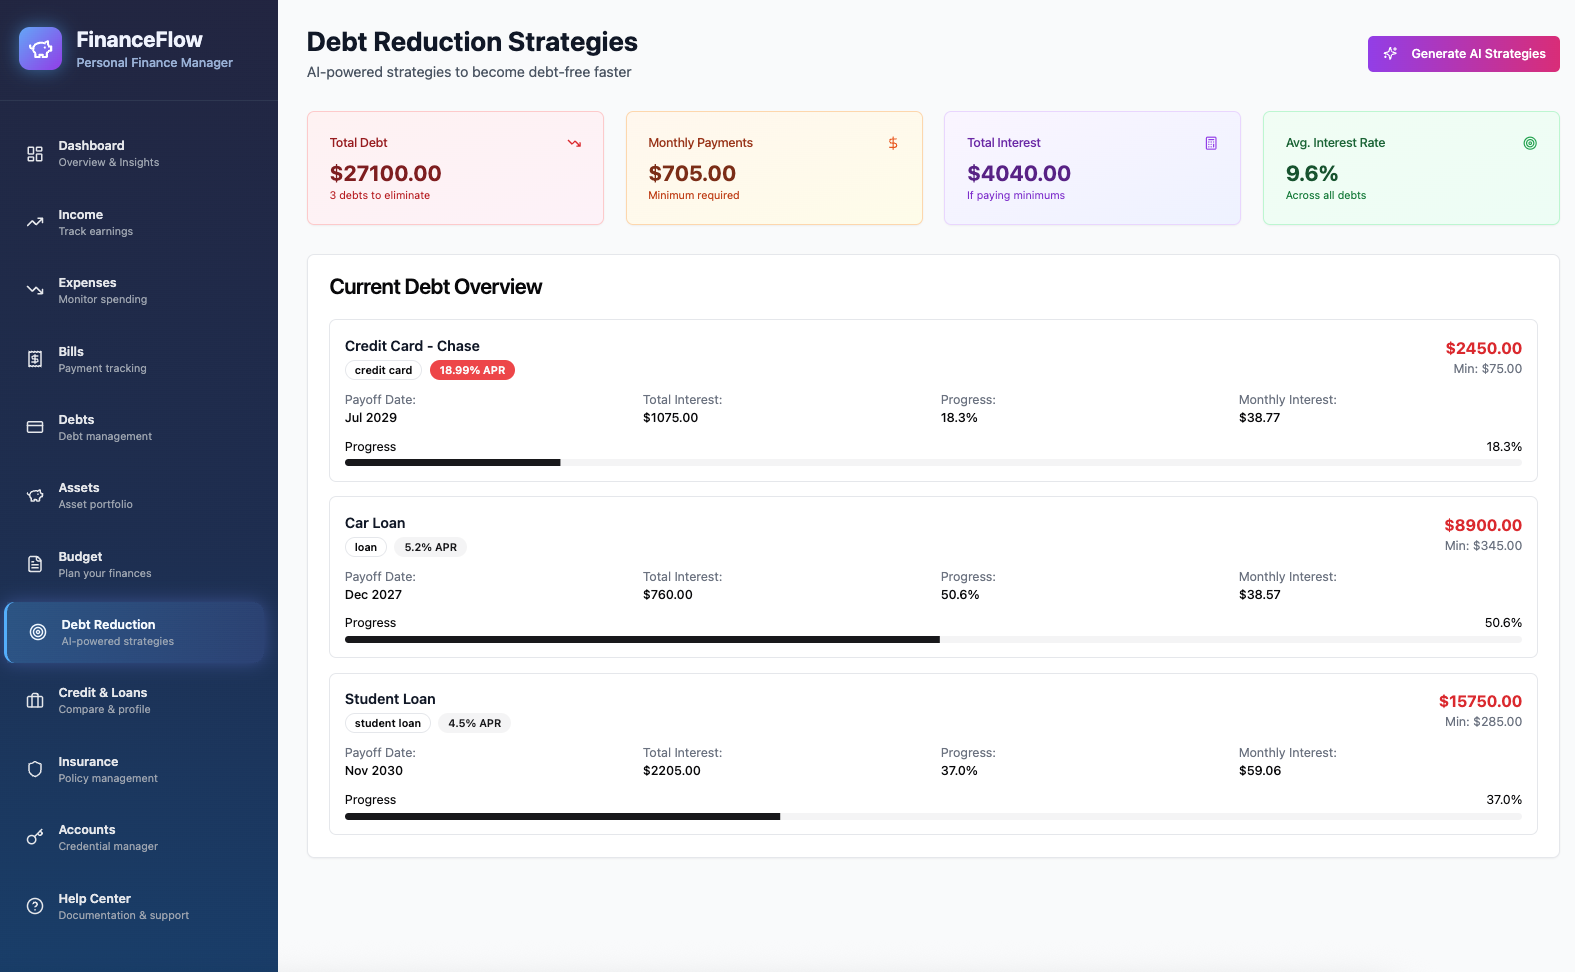 FinanceFlow
Personal Finance Manager
Dashboard
Overview & Insights
Income
Track earnings
Expenses
Monitor spending
Bills
Payment tracking
Debts
Debt management
Assets
Asset portfolio
Budget
Plan your finances
Debt Reduction
AI-powered strategies
Credit & Loans
Compare & profile
Insurance
Policy management
Accounts
Credential manager
Help Center
Documentation & support
Debt Reduction Strategies
AI-powered strategies to become debt-free faster
Generate AI Strategies
Total Debt
$27100.00
3 debts to eliminate
Monthly Payments
$705.00
Minimum required
Total Interest
$4040.00
If paying minimums
Avg. Interest Rate
9.6%
Across all debts
Current Debt Overview
Credit Card - Chase
$2450.00
credit card 18.99% APR
Min: $75.00
Payoff Date: Total Interest: Progress: Monthly Interest:
Jul 2029 $1075.00 18.3% $38.77
Progress 18.3%
Car Loan
$8900.00
loan 5.2% APR
Min: $345.00
Payoff Date: Total Interest: Progress: Monthly Interest:
Dec 2027 $760.00 50.6% $38.57
Progress 50.6%
Student Loan
$15750.00
student loan 4.5% APR
Min: $285.00
Payoff Date: Total Interest: Progress: Monthly Interest:
Nov 2030 $2205.00 37.0% $59.06
Progress 37.0%